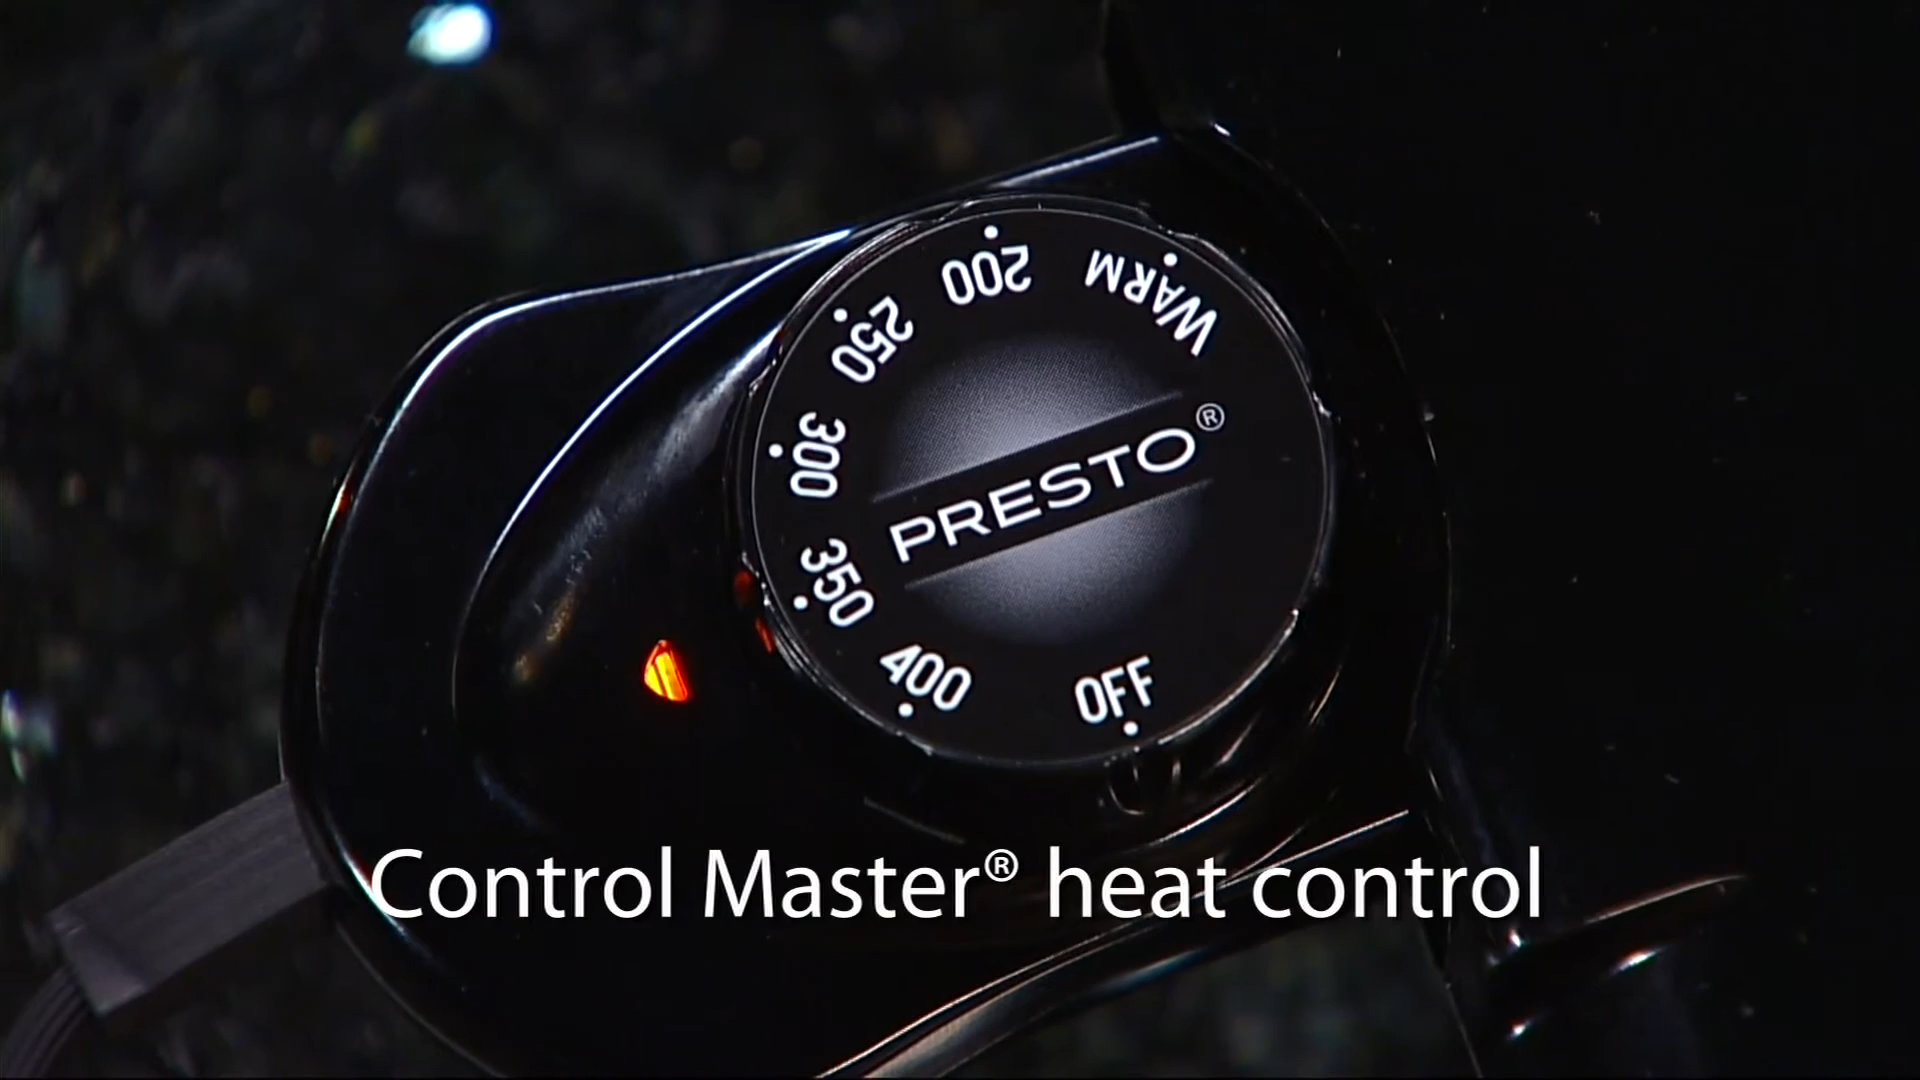 WARM
200
250
300
350
400
OFF
PRESTO®
Control Master® heat control